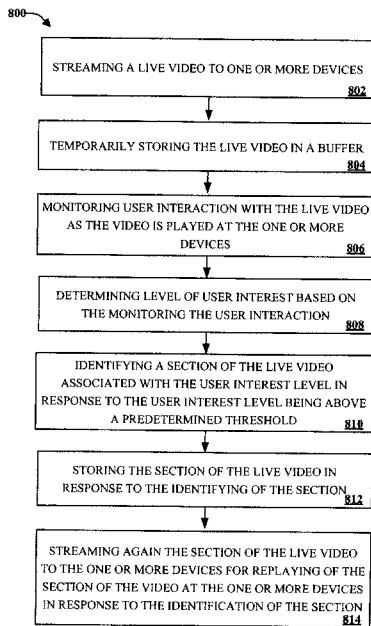 800
STREAMING A LIVE VIDEO TO ONE OR MORE DEVICES
802
TEMPORARILY STORING THE LIVE VIDEO IN A BUFFER
804
MONITORING USER INTERACTION WITH THE LIVE VIDEO
AS THE VIDEO IS PLAYED AT THE ONE OR MORE
DEVICES
806
DETERMINING LEVEL OF USER INTEREST BASED ON
THE MONITORING THE USER INTERACTION
808
IDENTIFYING A SECTION OF THE LIVE VIDEO
ASSOCIATED WITH THE USER INTEREST LEVEL IN
RESPONSE TO THE USER INTEREST LEVEL BEING ABOVE
A PREDETERMINED THRESHOLD
810
STORING THE SECTION OF THE LIVE VIDEO IN
RESPONSE TO THE IDENTIFYING OF THE SECTION
812
STREAMING AGAIN THE SECTION OF THE LIVE VIDEO
TO THE ONE OR MORE DEVICES FOR REPLAYING OF THE
SECTION OF THE VIDEO AT THE ONE OR MORE DEVICES
IN RESPONSE TO THE IDENTIFICATION OF THE SECTION
814